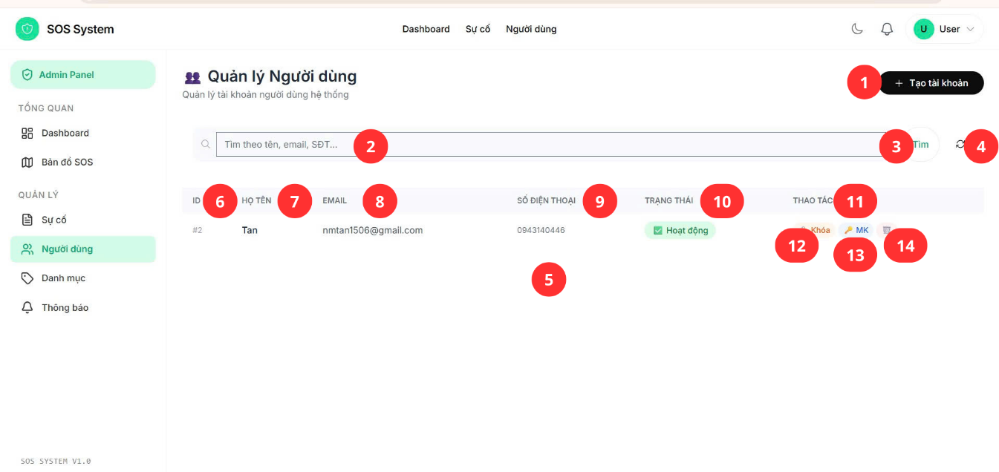 SOS System
Dashboard Sự cố Người dùng
U User
Admin Panel
TỔNG QUAN
Dashboard
Bản đồ SOS
QUẢN LÝ
Sự cố
Người dùng
Danh mục
Thông báo
SOS SYSTEM V1.0
Quản lý Người dùng
Quản lý tài khoản người dùng hệ thống
1 + Tạo tài khoản
Tìm theo tên, email, SĐT... 2 3 Tìm 4
ID 6 HỌ TÊN 7 EMAIL 8 SỐ ĐIỆN THOẠI 9 TRẠNG THÁI 10 THAO TÁC 11
#2 Tan nmtan1506@gmail.com 0943140446 Hoạt động Khóa MK
12 13 14
5